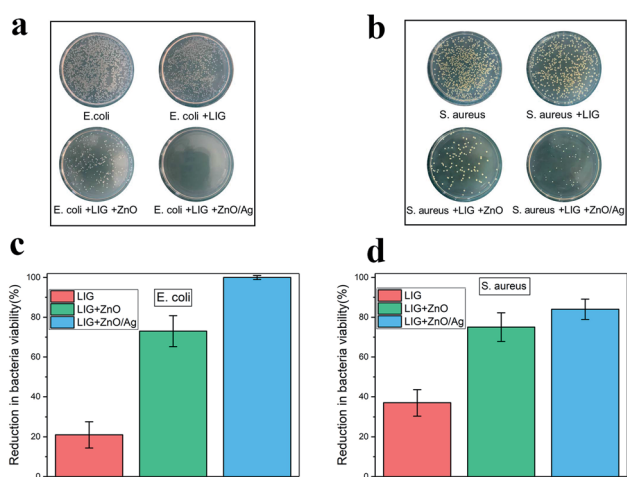 a
E.coli
E. coli +LIG
E. coli +LIG +ZnO
E. coli +LIG +ZnO/Ag
b
S. aureus
S. aureus +LIG
S. aureus +LIG +ZnO
S. aureus +LIG +ZnO/Ag
c
Reduction in bacteria viability(%)
100
80
60
40
20
0
LIG
LIG+ZnO
LIG+ZnO/Ag
E. coli
d
Reduction in bacteria viability(%)
100
80
60
40
20
0
LIG
LIG+ZnO
LIG+ZnO/Ag
S. aureus